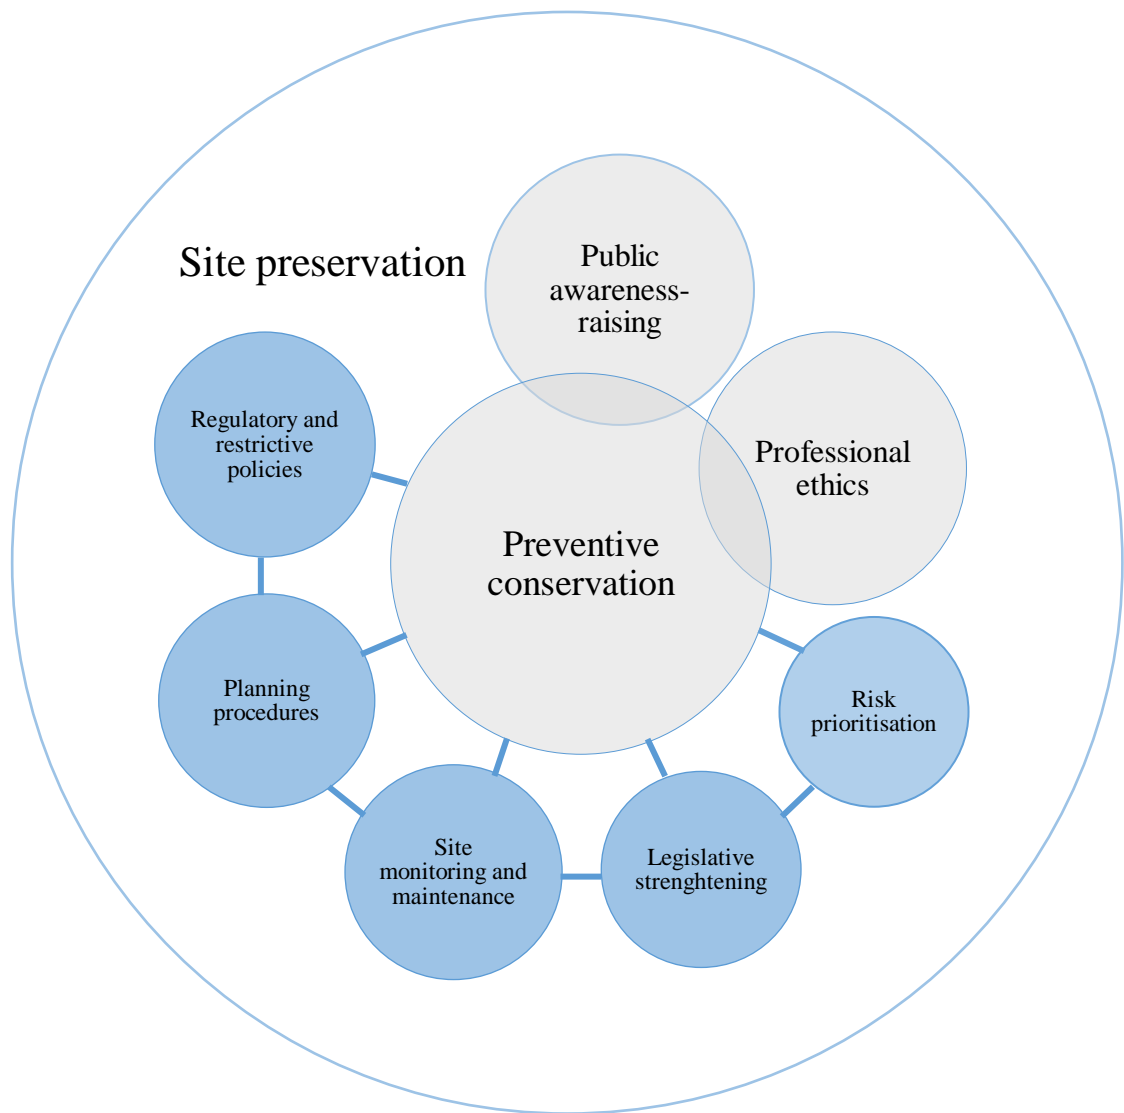 Site preservation
Public
awareness-
raising
Regulatory and
restrictive
policies
Professional
ethics
Preventive
conservation
Planning
procedures
Risk
prioritisation
Site
monitoring and
maintenance
Legislative
strenghtening